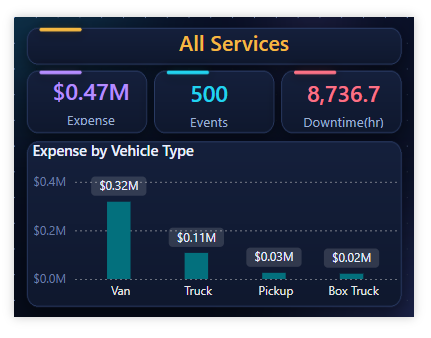 All Services
$0.47M
Expense
500
Events
8,736.7
Downtime(hr)
Expense by Vehicle Type
$0.4M
$0.2M
$0.0M
$0.32M
$0.11M
$0.03M
$0.02M
Van
Truck
Pickup
Box Truck